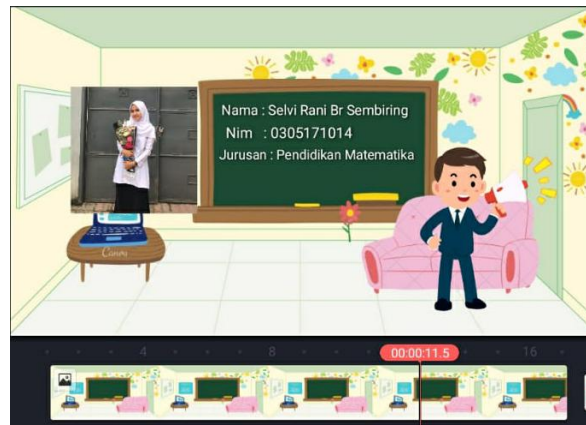 Nama : Selvi Rani Br Sembiring
Nim : 0305171014
Jurusan : Pendidikan Matematika
Canva
4
8
00:00:11.5
16